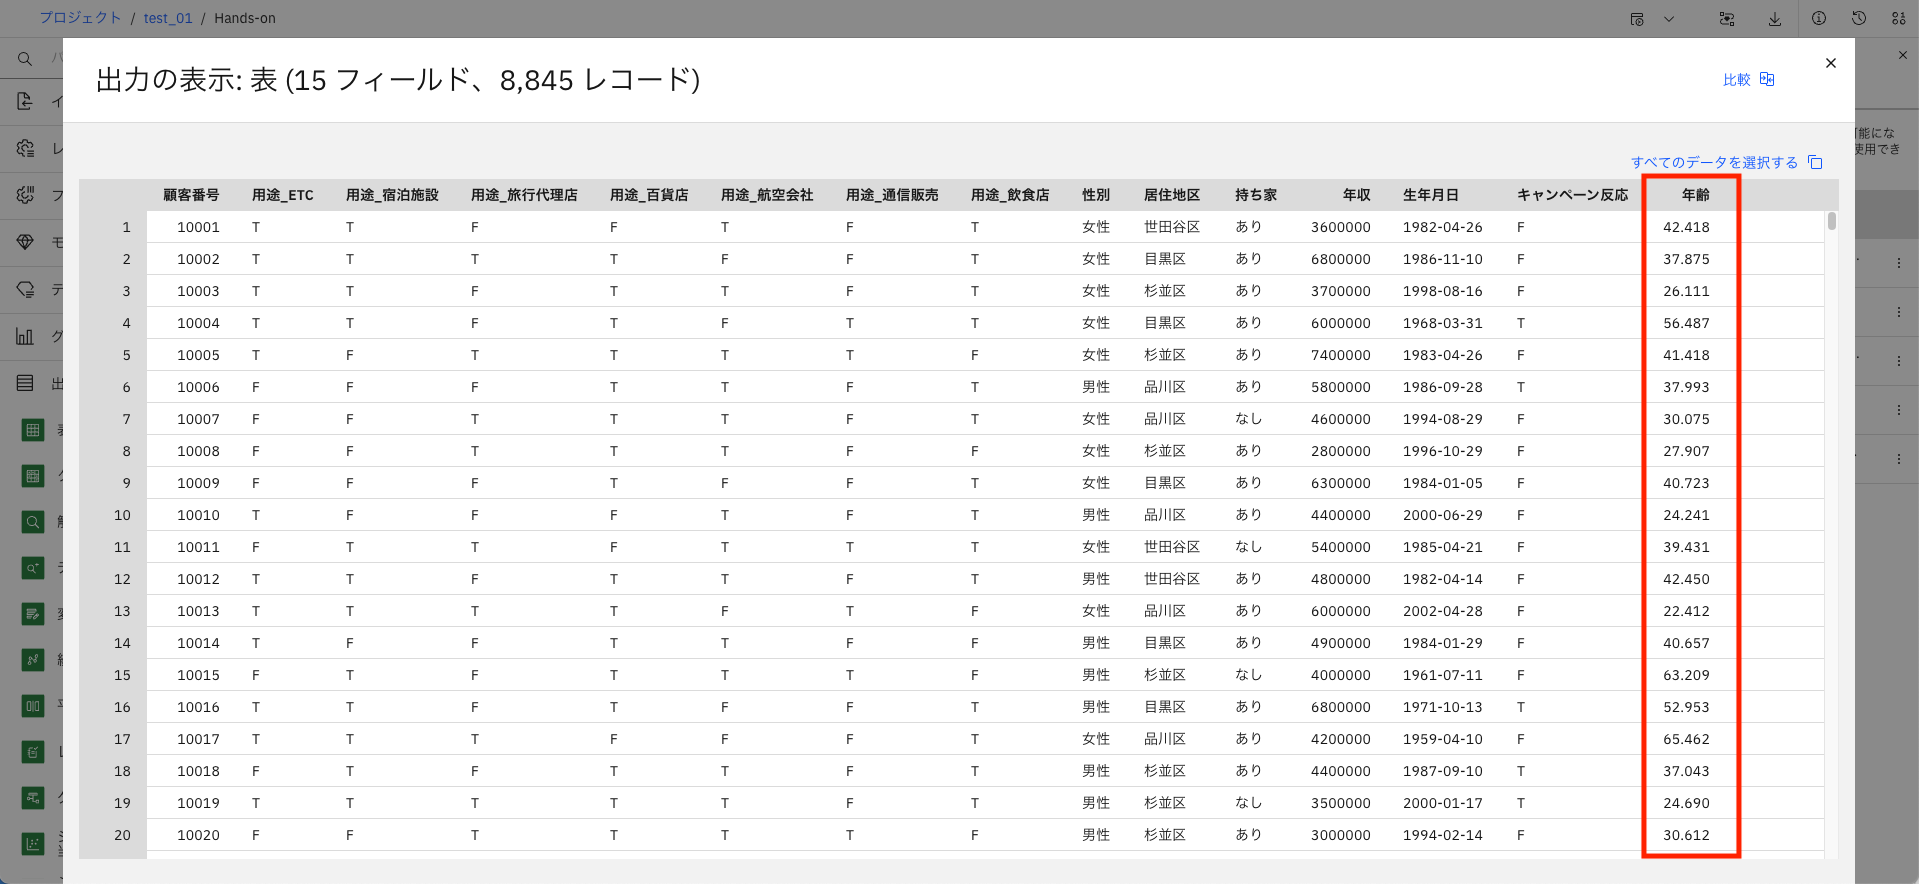 プロジェクト / test_01 / Hands-on
出力の表示: 表 (15 フィールド、8,845 レコード)
比較
可能にな
使用でき
すべてのデータを選択する
顧客番号 用途_ETC 用途_宿泊施設 用途_旅行代理店 用途_百貨店 用途_航空会社 用途_通信販売 用途_飲食店 性別 居住地区 持ち家 年収 生年月日 キャンペーン反応 年齢
1 10001 T T F F T F T 女性 世田谷区 あり 3600000 1982-04-26 F 42.418
2 10002 T T T T F F T 女性 目黒区 あり 6800000 1986-11-10 F 37.875
3 10003 T T F T T F T 女性 杉並区 あり 3700000 1998-08-16 F 26.111
4 10004 T T F T F T T 女性 目黒区 あり 6000000 1968-03-31 T 56.487
5 10005 T F T T T T F 女性 杉並区 あり 7400000 1983-04-26 F 41.418
6 10006 F F F T T F T 男性 品川区 あり 5800000 1986-09-28 T 37.993
7 10007 F F T T T F T 女性 品川区 なし 4600000 1994-08-29 F 30.075
8 10008 F F T T T F F 女性 杉並区 あり 2800000 1996-10-29 F 27.907
9 10009 F F F T F F T 女性 目黒区 あり 6300000 1984-01-05 F 40.723
10 10010 T F F F T F T 男性 品川区 あり 4400000 2000-06-29 F 24.241
11 10011 F T T F T T T 女性 世田谷区 なし 5400000 1985-04-21 F 39.431
12 10012 T T F T T F T 男性 世田谷区 あり 4800000 1982-04-14 F 42.450
13 10013 T T T T F T F 女性 品川区 あり 6000000 2002-04-28 F 22.412
14 10014 T F F T T F F 男性 目黒区 あり 4900000 1984-01-29 F 40.657
15 10015 F T F T T T F 男性 杉並区 なし 4000000 1961-07-11 F 63.209
16 10016 T T F T F F T 男性 目黒区 あり 6800000 1971-10-13 T 52.953
17 10017 T T T F F F T 女性 品川区 あり 4200000 1959-04-10 F 65.462
18 10018 F T F T T F T 男性 杉並区 あり 4400000 1987-09-10 T 37.043
19 10019 T T T T T F T 男性 杉並区 なし 3500000 2000-01-17 T 24.690
20 10020 F F T T T T F 男性 杉並区 あり 3000000 1994-02-14 F 30.612